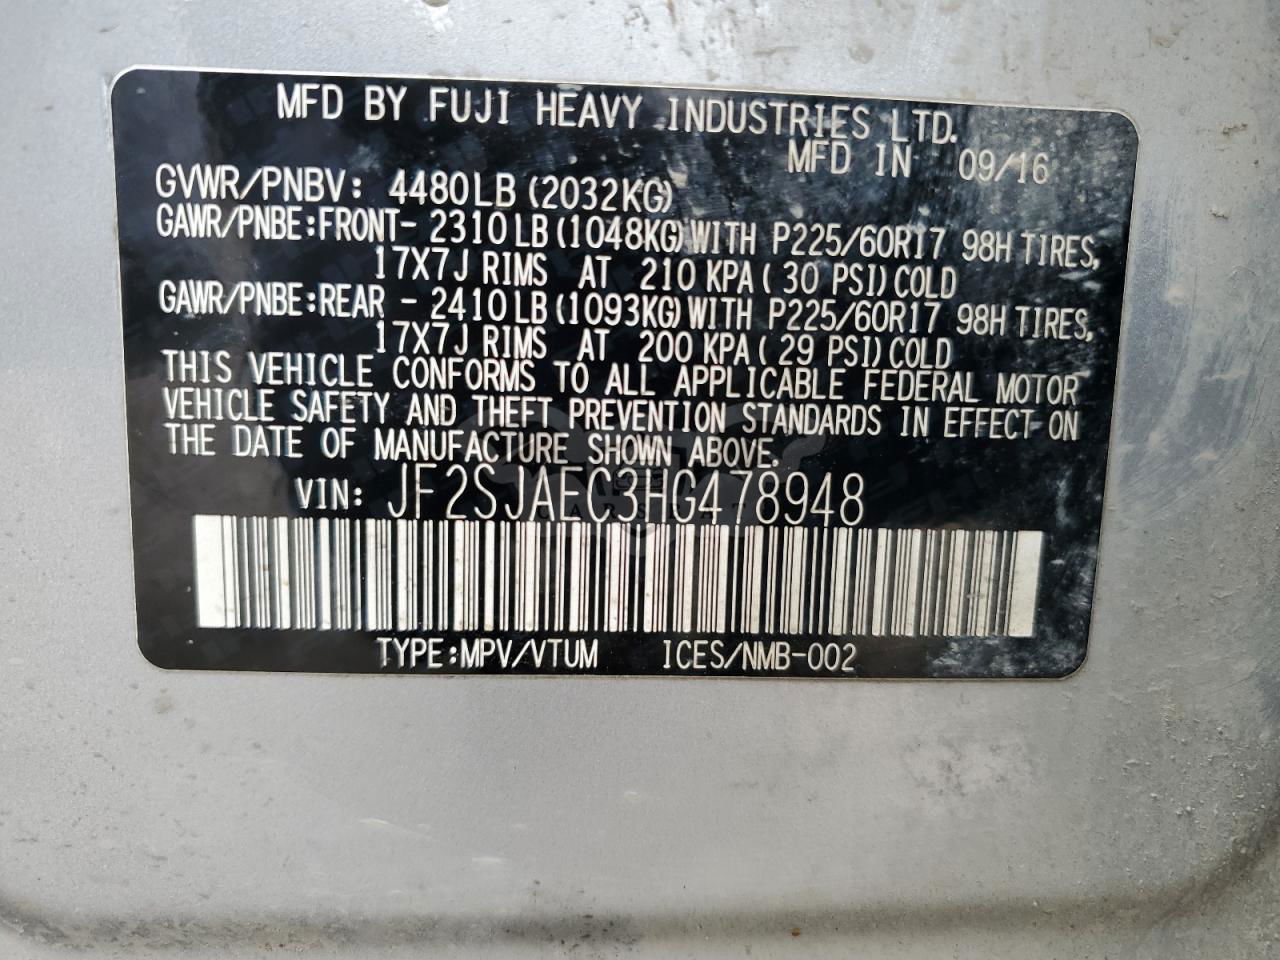 MFD BY FUJI HEAVY INDUSTRIES LTD.
MFD IN 09/16
GVWR/PNBV: 4480LB (2032KG)
GAWR/PNBE:FRONT- 2310LB (1048KG) WITH P225/60R17 98H TIRES,
17X7J RIMS AT 210 KPA ( 30 PSI) COLD
GAWR/PNBE:REAR - 2410LB (1093KG) WITH P225/60R17 98H TIRES,
17X7J RIMS AT 200 KPA ( 29 PSI) COLD
THIS VEHICLE CONFORMS TO ALL APPLICABLE FEDERAL MOTOR
VEHICLE SAFETY AND THEFT PREVENTION STANDARDS IN EFFECT ON
THE DATE OF MANUFACTURE SHOWN ABOVE.
VIN: JF2SJAEC3HG478948
TYPE:MPV/VTUM ICES/NMB-002